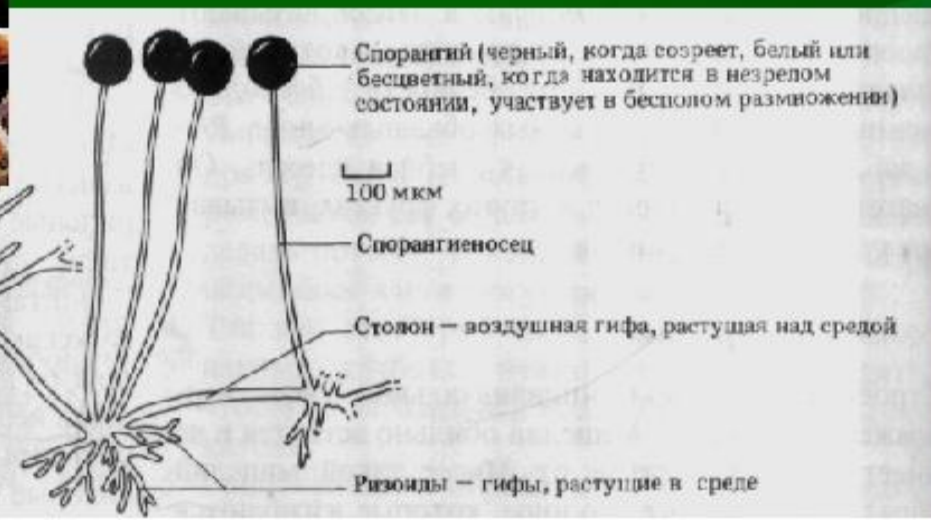 Спорангий (черный, когда созреет, белый или
бесцветный, когда находится в незрелом
состоянии, участвует в бесполом размножении)
100 мкм
Спорангиеносец
Столон — воздушная гифа, растущая над средой
Ризоиды — гифы, растущие в среде